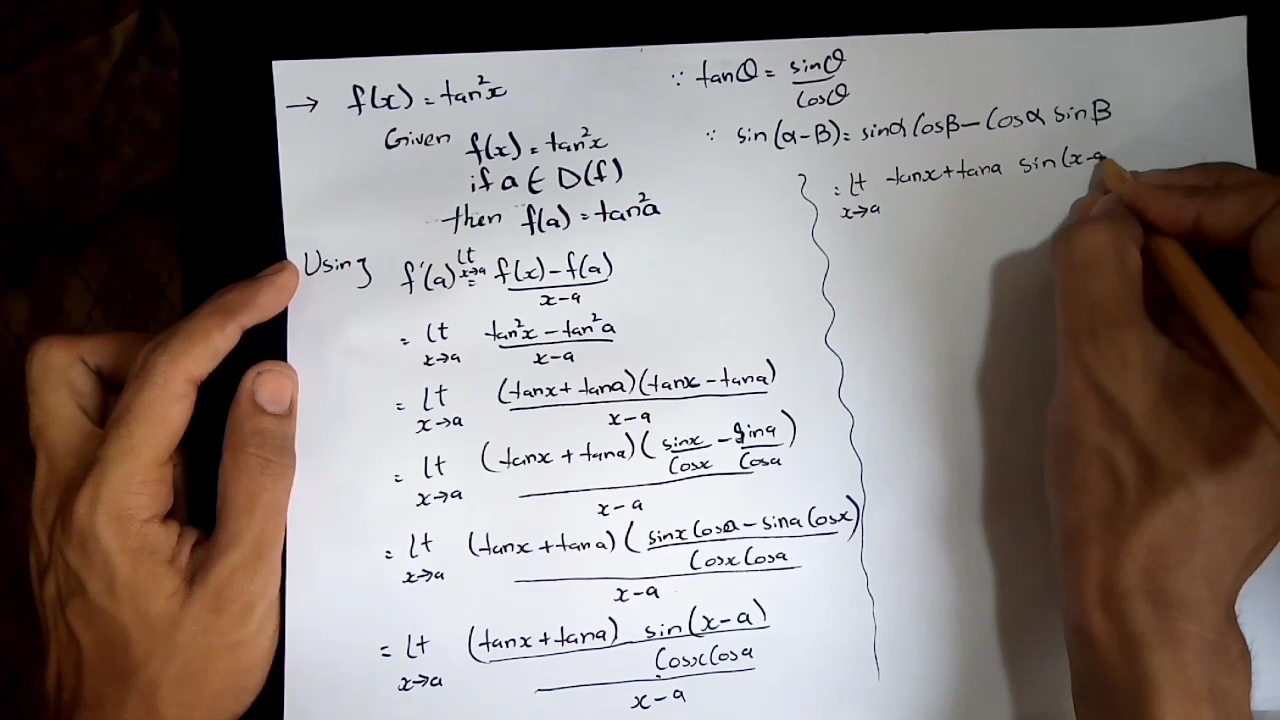 → f(x) = tan²x
Given f(x) = tan²x
if a ∈ D(f)
then f(a) = tan²a
Using f'(a) = lt x→a f(x) - f(a) / x-a
= lt x→a tan²x - tan²a / x-a
= lt x→a (tanx + tana)(tanx - tana) / x-a
= lt x→a (tanx + tana)(sinx/cosx - sina/cosa) / x-a
= lt x→a (tanx + tana)(sinx cosa - sina cosx / cosx cosa) / x-a
= lt x→a (tanx + tana) sin(x-a) / cosx cosa / x-a
∵ tanθ = sinθ / cosθ
∵ sin(α-β) = sinα cosβ - cosα sinβ
= lt x→a tanx + tana sin(x-a